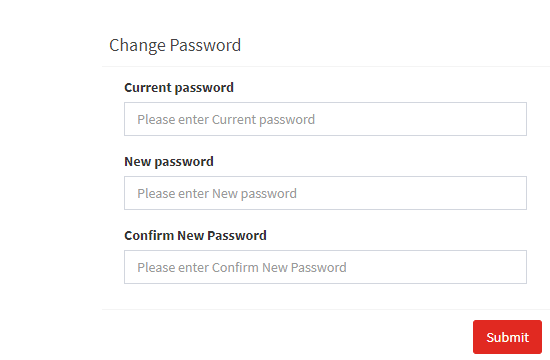 Change Password
Current password
Please enter Current password
New password
Please enter New password
Confirm New Password
Please enter Confirm New Password
Submit